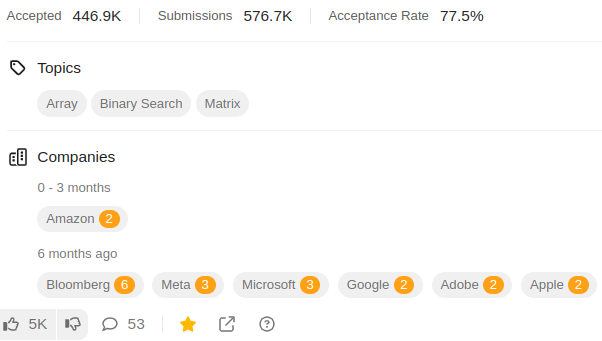 Accepted 446.9K Submissions 576.7K Acceptance Rate 77.5%
Topics
Array Binary Search Matrix
Companies
0 - 3 months
Amazon 2
6 months ago
Bloomberg 6 Meta 3 Microsoft 3 Google 2 Adobe 2 Apple 2
5K 53